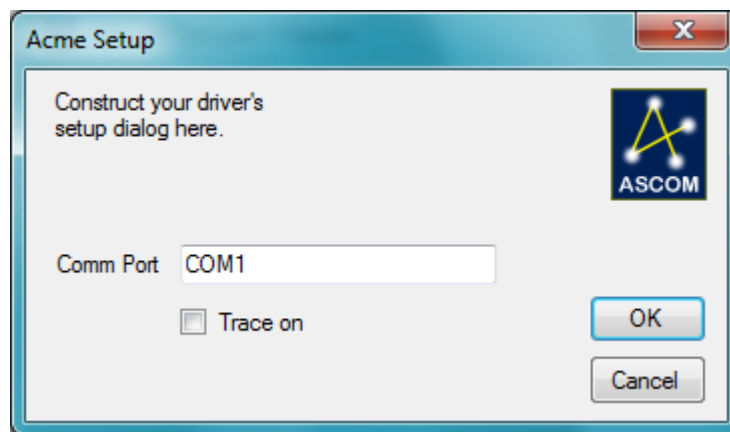 Acme Setup
Construct your driver's
setup dialog here.
ASCOM
Comm Port COM1
Trace on
OK
Cancel